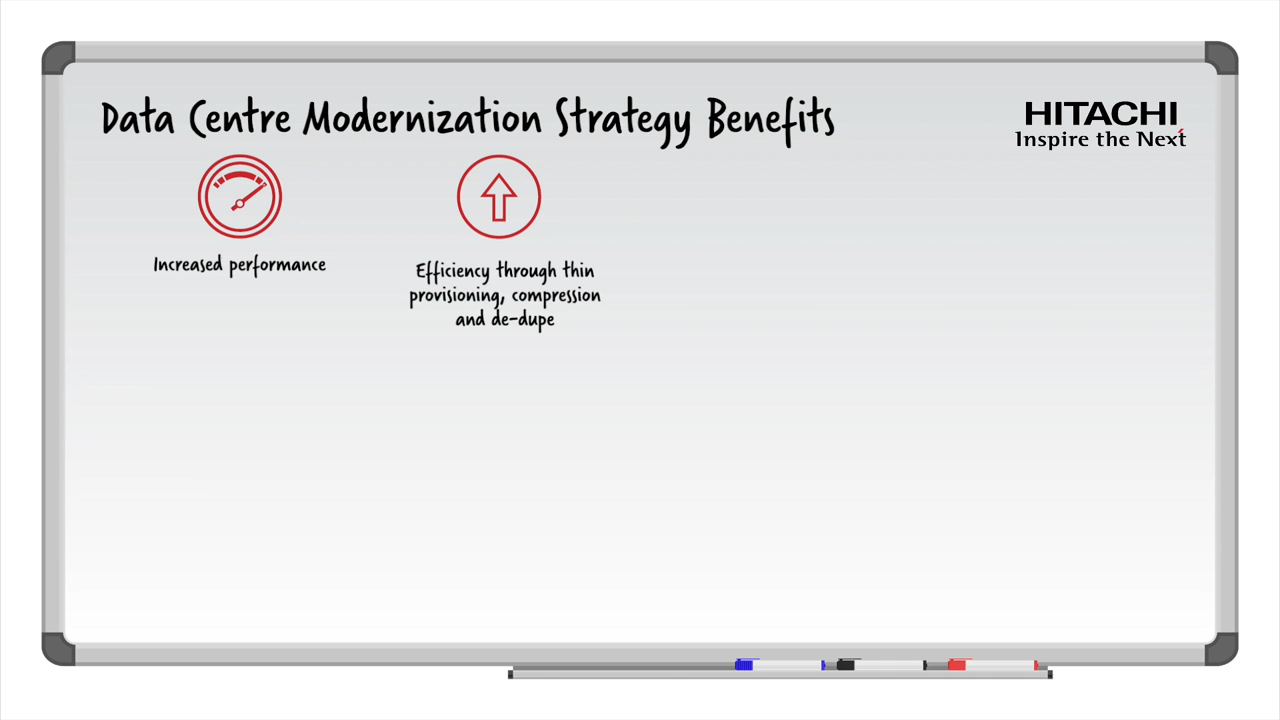 Data Centre Modernization Strategy Benefits
HITACHI
Inspire the Next
Increased performance
Efficiency through thin
provisioning, compression
and de-dupe